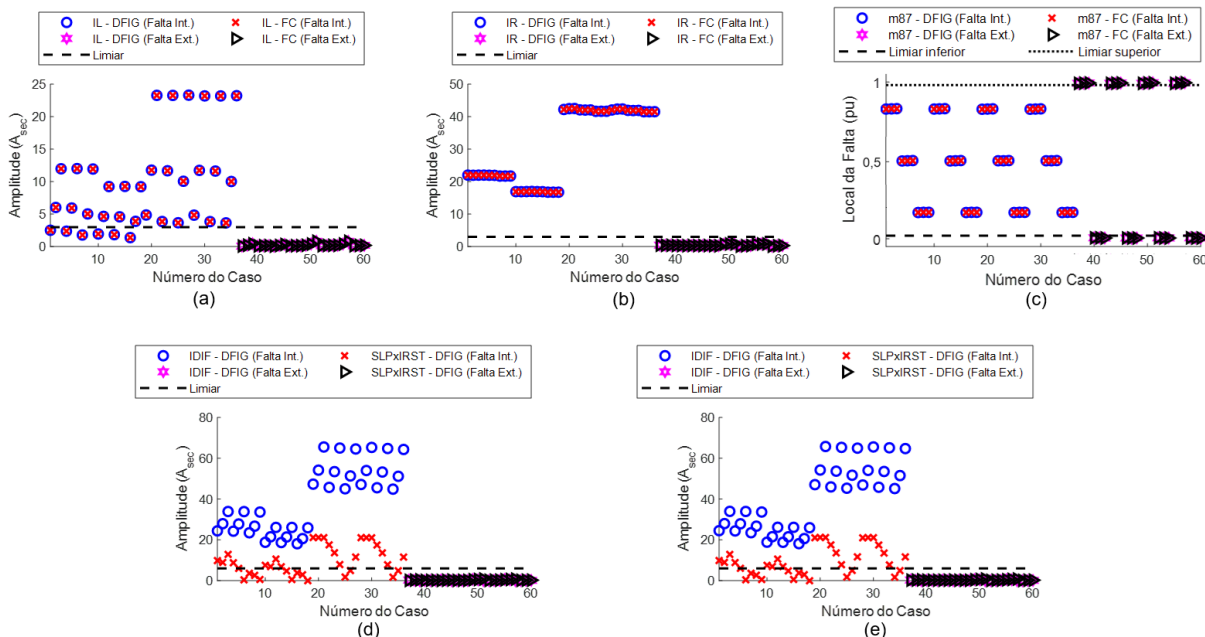 IL - DFIG (Falta Int.) IL - FC (Falta Int.)
IL - DFIG (Falta Ext.) IL - FC (Falta Ext.)
Limiar
25
20
15
10
5
0
Amplitude (Asec)
10 20 30 40 50 60
Número do Caso
(a)
IR - DFIG (Falta Int.) IR - FC (Falta Int.)
IR - DFIG (Falta Ext.) IR - FC (Falta Ext.)
Limiar
50
40
30
20
10
0
Amplitude (Asec)
10 20 30 40 50 60
Número do Caso
(b)
m87 - DFIG (Falta Int.) m87 - FC (Falta Int.)
m87 - DFIG (Falta Ext.) m87 - FC (Falta Ext.)
Limiar inferior Limiar superior
1
0,5
0
Local da Falta (pu)
10 20 30 40 50 60
Número do Caso
(c)
IDIF - DFIG (Falta Int.) SLPxIRST - DFIG (Falta Int.)
IDIF - DFIG (Falta Ext.) SLPxIRST - DFIG (Falta Ext.)
Limiar
80
60
40
20
0
Amplitude (Asec)
10 20 30 40 50 60
Número do Caso
(d)
IDIF - DFIG (Falta Int.) SLPxIRST - DFIG (Falta Int.)
IDIF - DFIG (Falta Ext.) SLPxIRST - DFIG (Falta Ext.)
Limiar
80
60
40
20
0
Amplitude (Asec)
10 20 30 40 50 60
Número do Caso
(e)